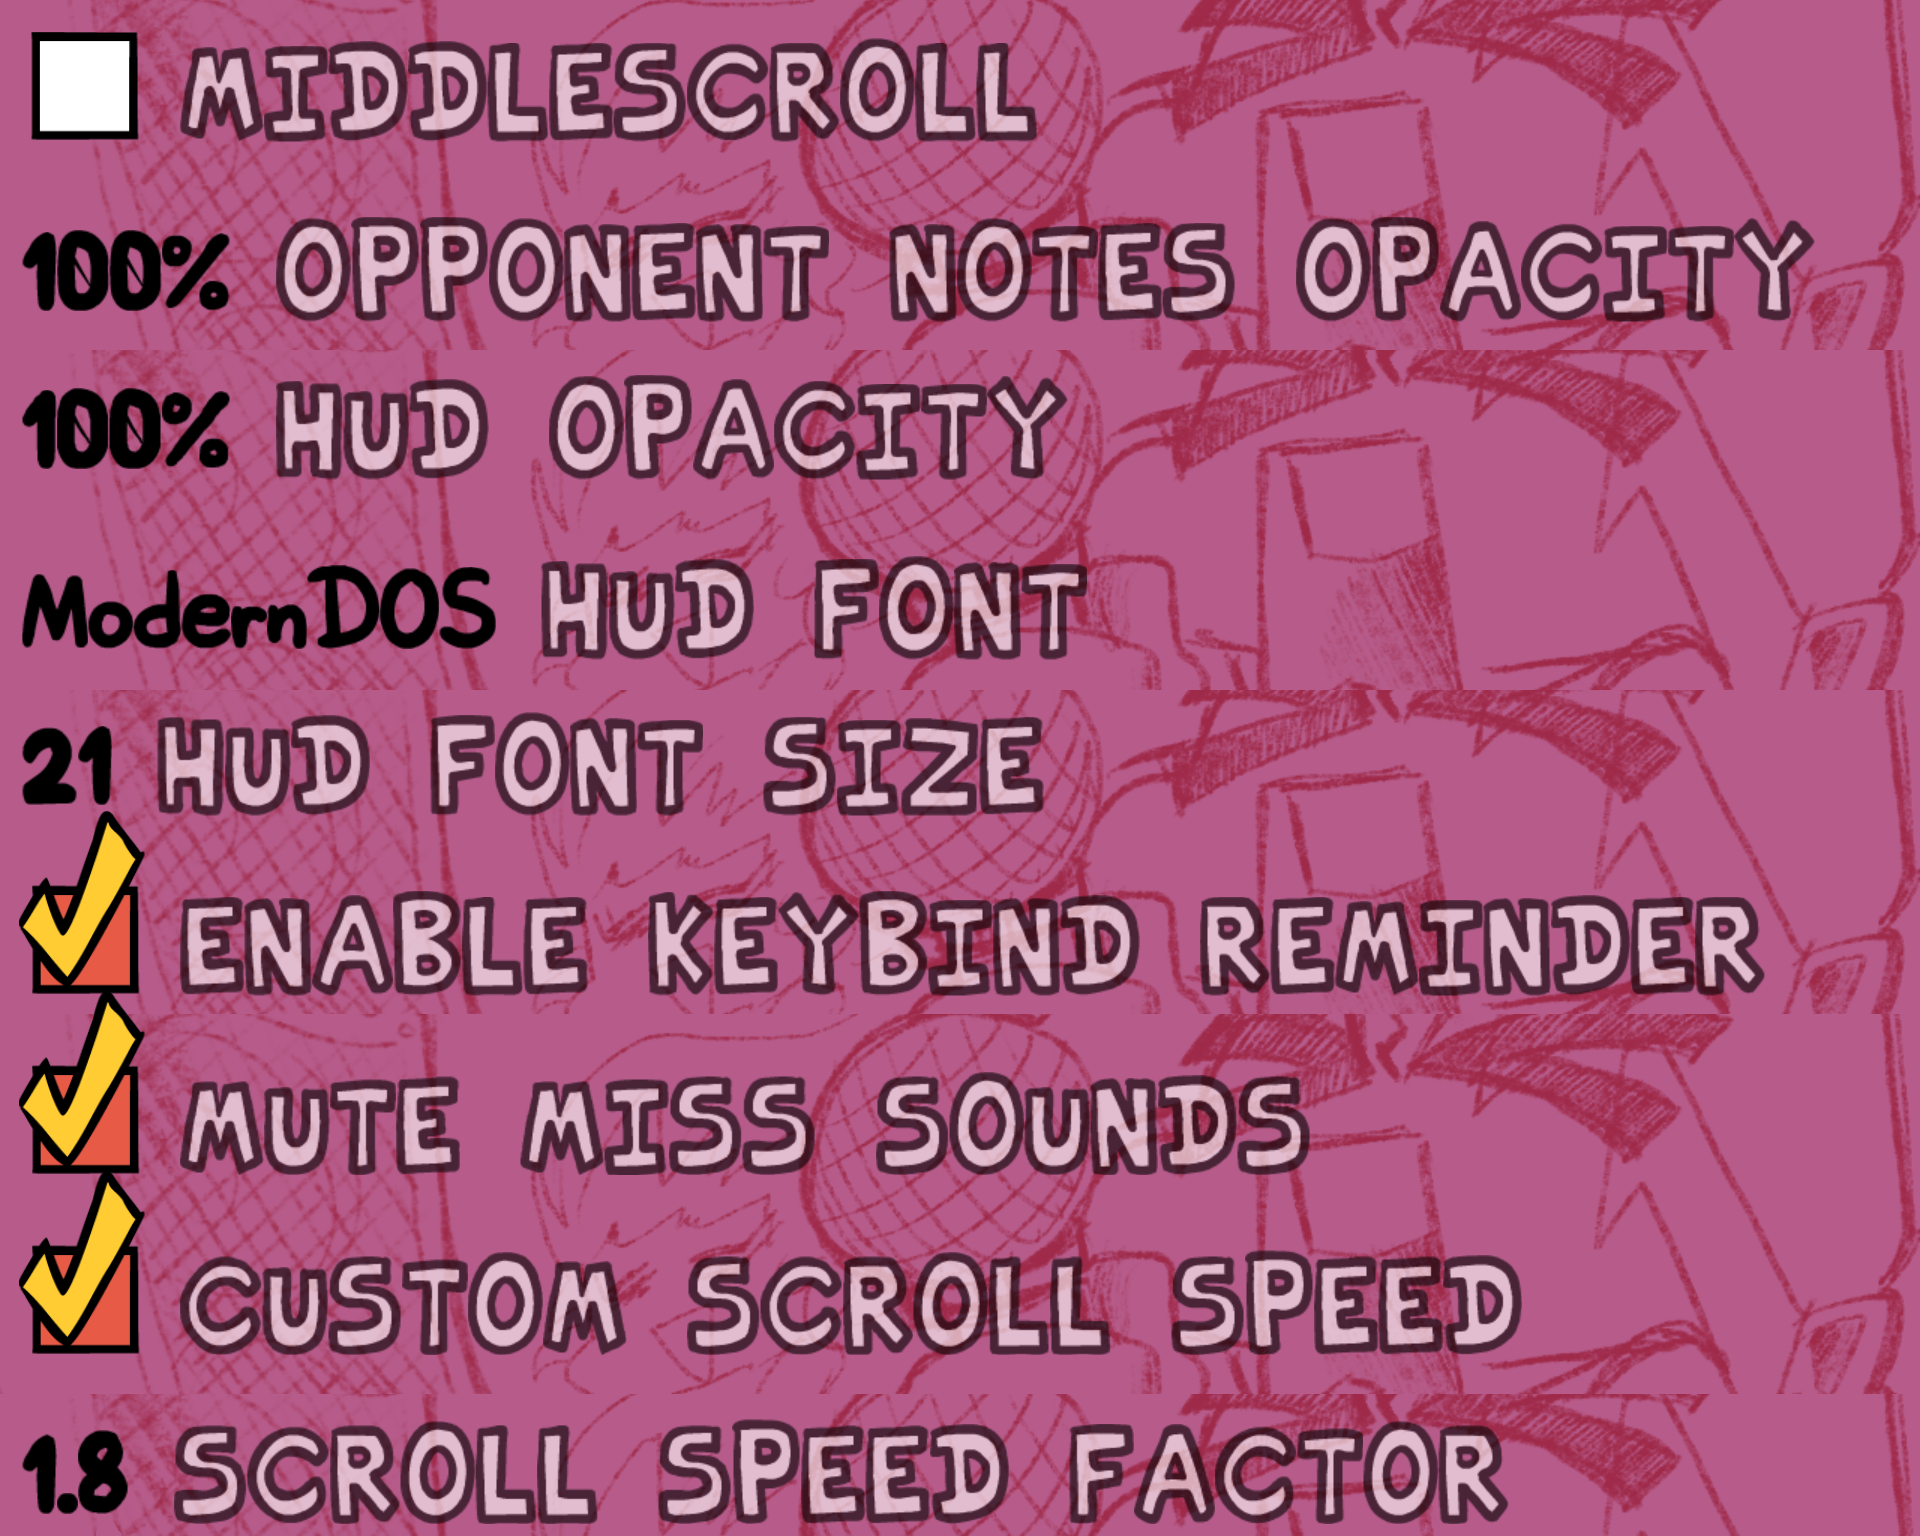 MIDDLESCROLL
100% OPPONENT NOTES OPACITY
100% HUD OPACITY
ModernDOS HUD FONT
21 HUD FONT SIZE
ENABLE KEYBIND REMINDER
MUTE MISS SOUNDS
CUSTOM SCROLL SPEED
1.8 SCROLL SPEED FACTOR